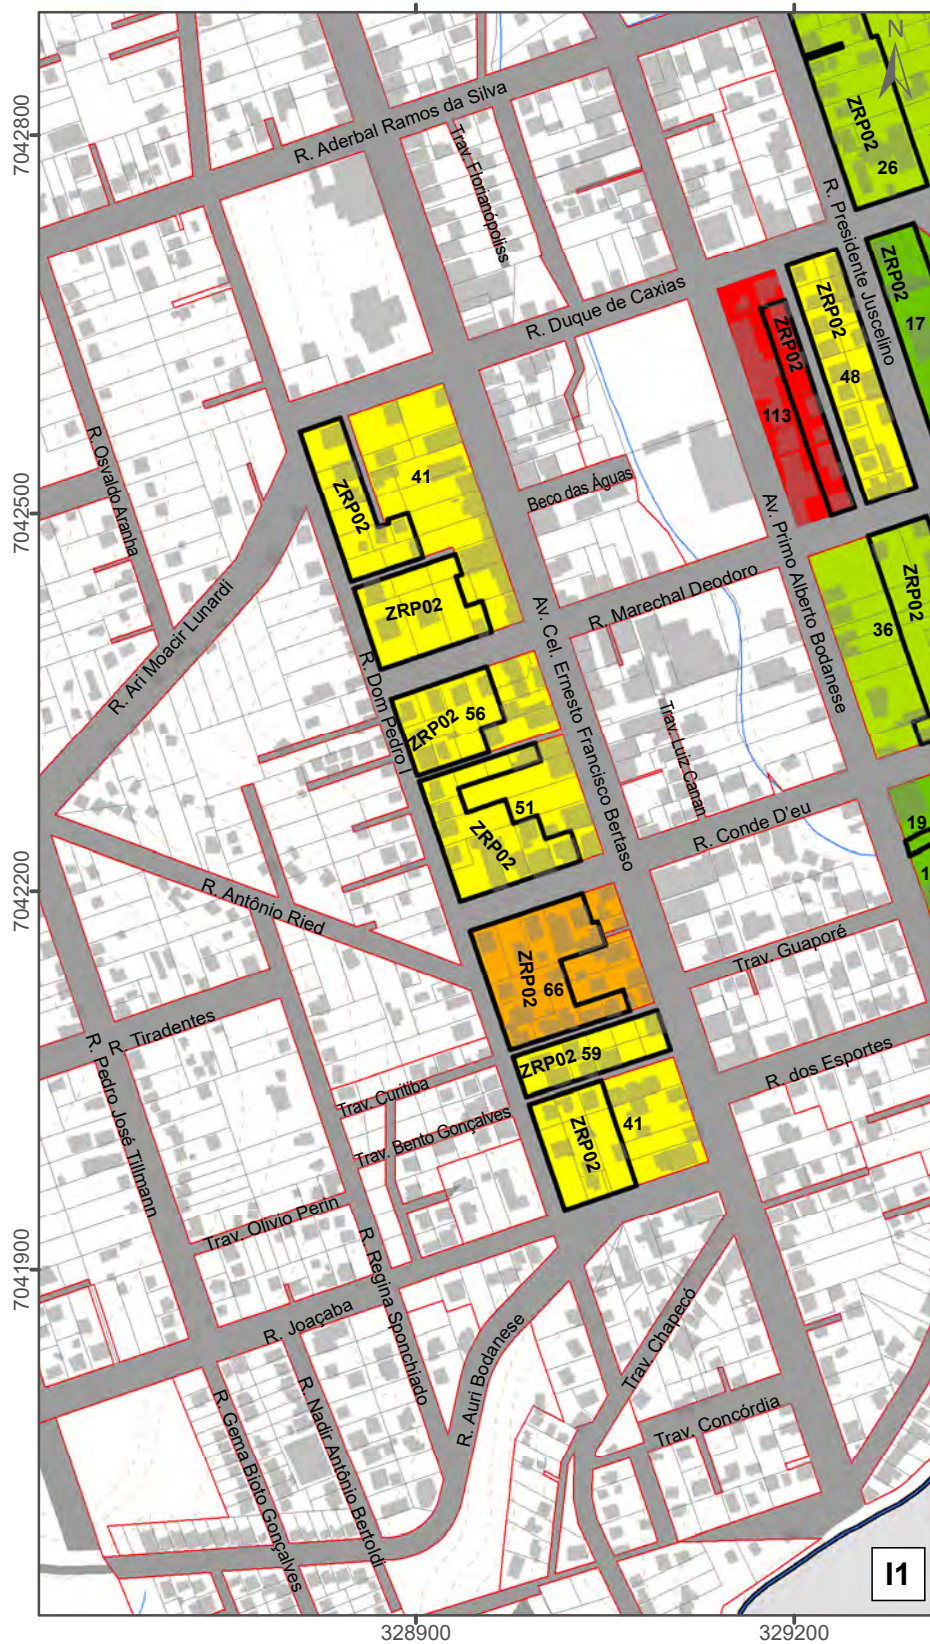 N
7042800
R. Aderbal Ramos da Silva
Trav. Florianópoliss
ZRP02
26
R. Presidente Juscelino
ZRP02
17
R. Duque de Caxias
ZRP02
48
ZRP02
113
R. Osvaldo Aranha
41
ZRP02
Beco das Águas
7042500
Av. Primo Alberto Bodanese
ZRP02
36
R. Marechal Deodoro
ZRP02
R. Ari Moacir Lunardi
Av. Cel. Ernesto Francisco Bertaso
R. Dom Pedro I
ZRP02 56
Trav. Luiz Canan
51
ZRP02
R. Conde D'eu
19
1
7042200
R. Antônio Ried
Trav. Guaporé
ZRP02
66
R. Tiradentes
R. Pedro José Tillmann
ZRP02 59
R. dos Esportes
Trav. Curitiba
ZRP02
41
Trav. Bento Gonçalves
Trav. Olivio Perin
R. Regina Sponchiado
7041900
R. Joaçaba
R. Auri Bodanese
Trav. Chapecó
R. Gema Bioto Gonçalves
R. Nadir Antônio Bertoldi
Trav. Concórdia
I1
328900
329200